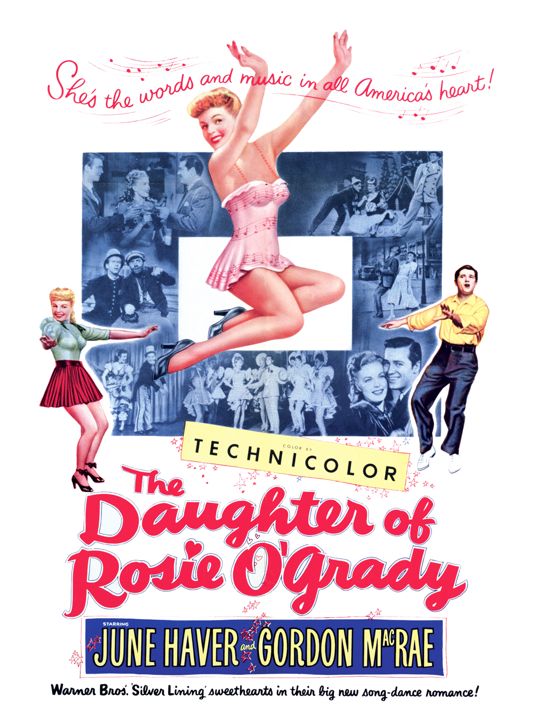 She's the words and music in all America's heart!
COLOR BY
TECHNICOLOR
The
Daughter of
Rosie O'Grady
STARRING
JUNE HAVER and GORDON MACRAE
Warner Bros. 'Silver Lining' sweethearts in their big new song-dance romance!